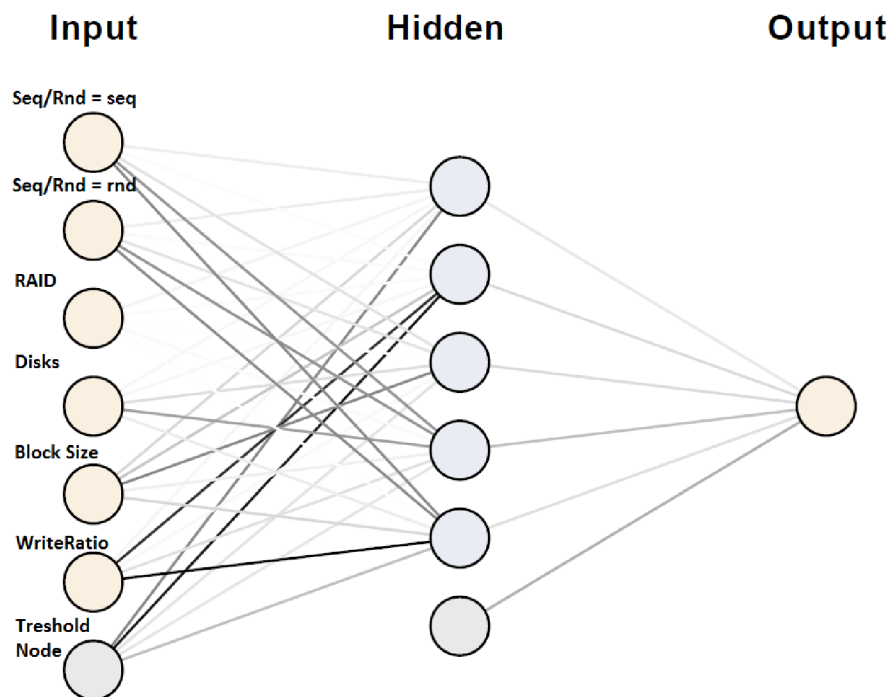 Input Hidden Output
Seq/Rnd = seq
Seq/Rnd = rnd
RAID
Disks
Block Size
WriteRatio
Treshold
Node